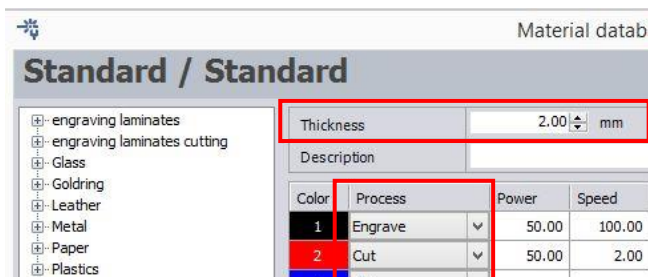 Material datab
Standard / Standard
engraving laminates
engraving laminates cutting
Glass
Goldring
Leather
Metal
Paper
Plastics
Thickness 2.00 mm
Description
Color Process Power Speed
1 Engrave 50.00 100.00
2 Cut 50.00 2.00